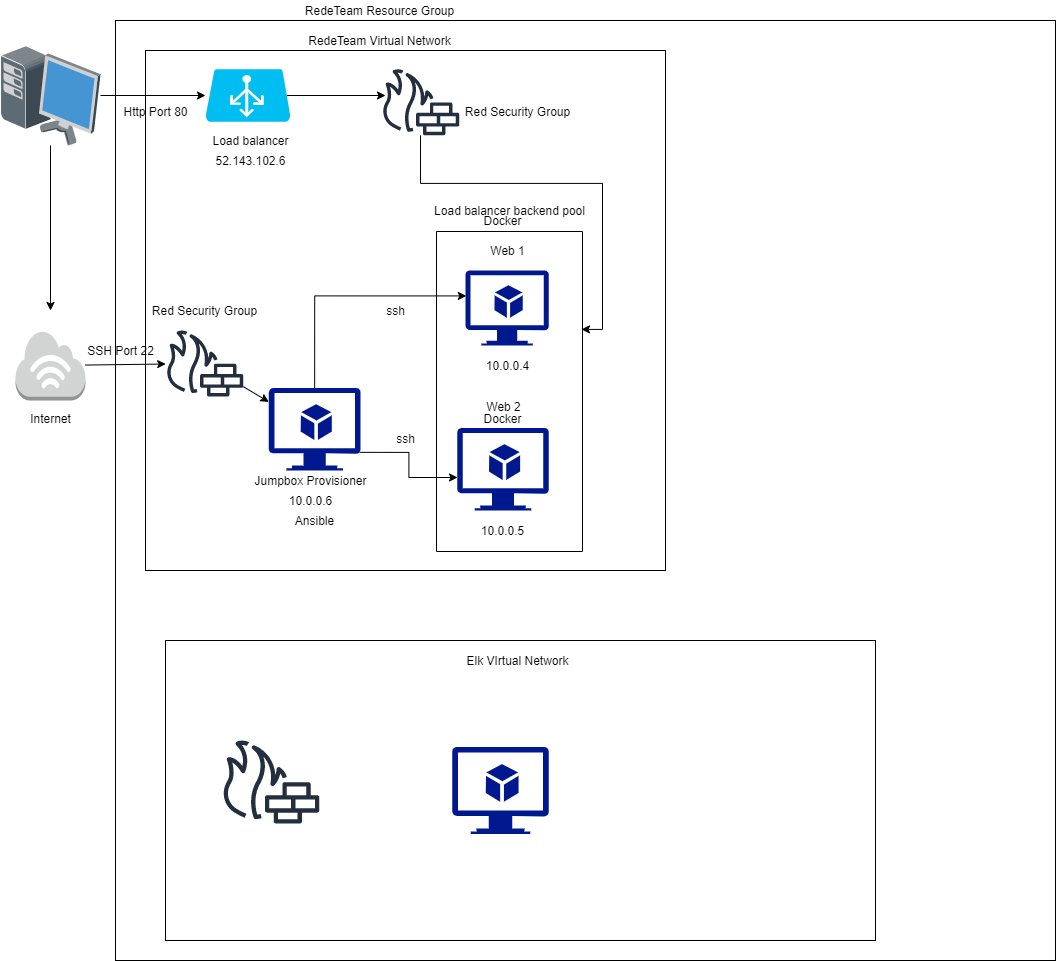 RedeTeam Resource Group
RedeTeam Virtual Network
Http Port 80
Load balancer
52.143.102.6
Red Security Group
Load balancer backend pool
Docker
Web 1
10.0.0.4
ssh
Red Security Group
SSH Port 22
Internet
Web 2
Docker
10.0.0.5
ssh
Jumpbox Provisioner
10.0.0.6
Ansible
Elk VIrtual Network